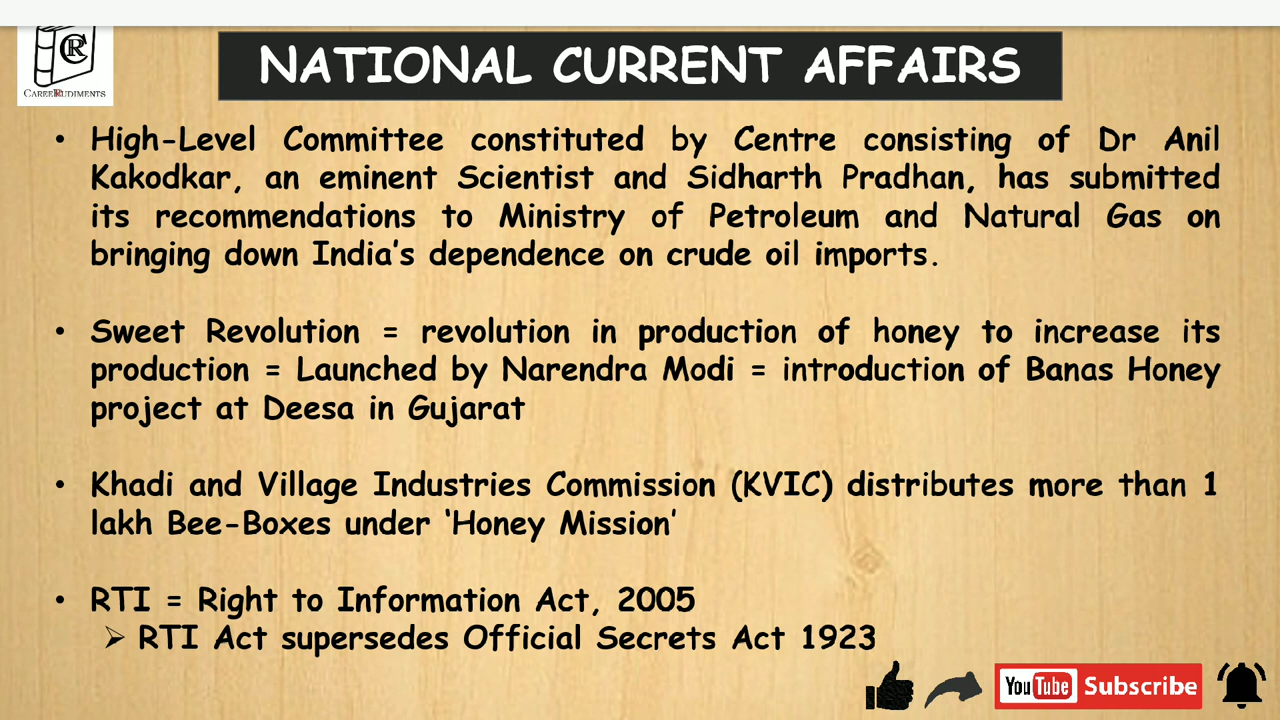 CR
CAREERUDIMENTS
NATIONAL CURRENT AFFAIRS
• High-Level Committee constituted by Centre consisting of Dr Anil
Kakodkar, an eminent Scientist and Sidharth Pradhan, has submitted
its recommendations to Ministry of Petroleum and Natural Gas on
bringing down India's dependence on crude oil imports.
• Sweet Revolution = revolution in production of honey to increase its
production = Launched by Narendra Modi = introduction of Banas Honey
project at Deesa in Gujarat
• Khadi and Village Industries Commission (KVIC) distributes more than 1
lakh Bee-Boxes under ‘Honey Mission’
• RTI = Right to Information Act, 2005
➢ RTI Act supersedes Official Secrets Act 1923
YouTube Subscribe